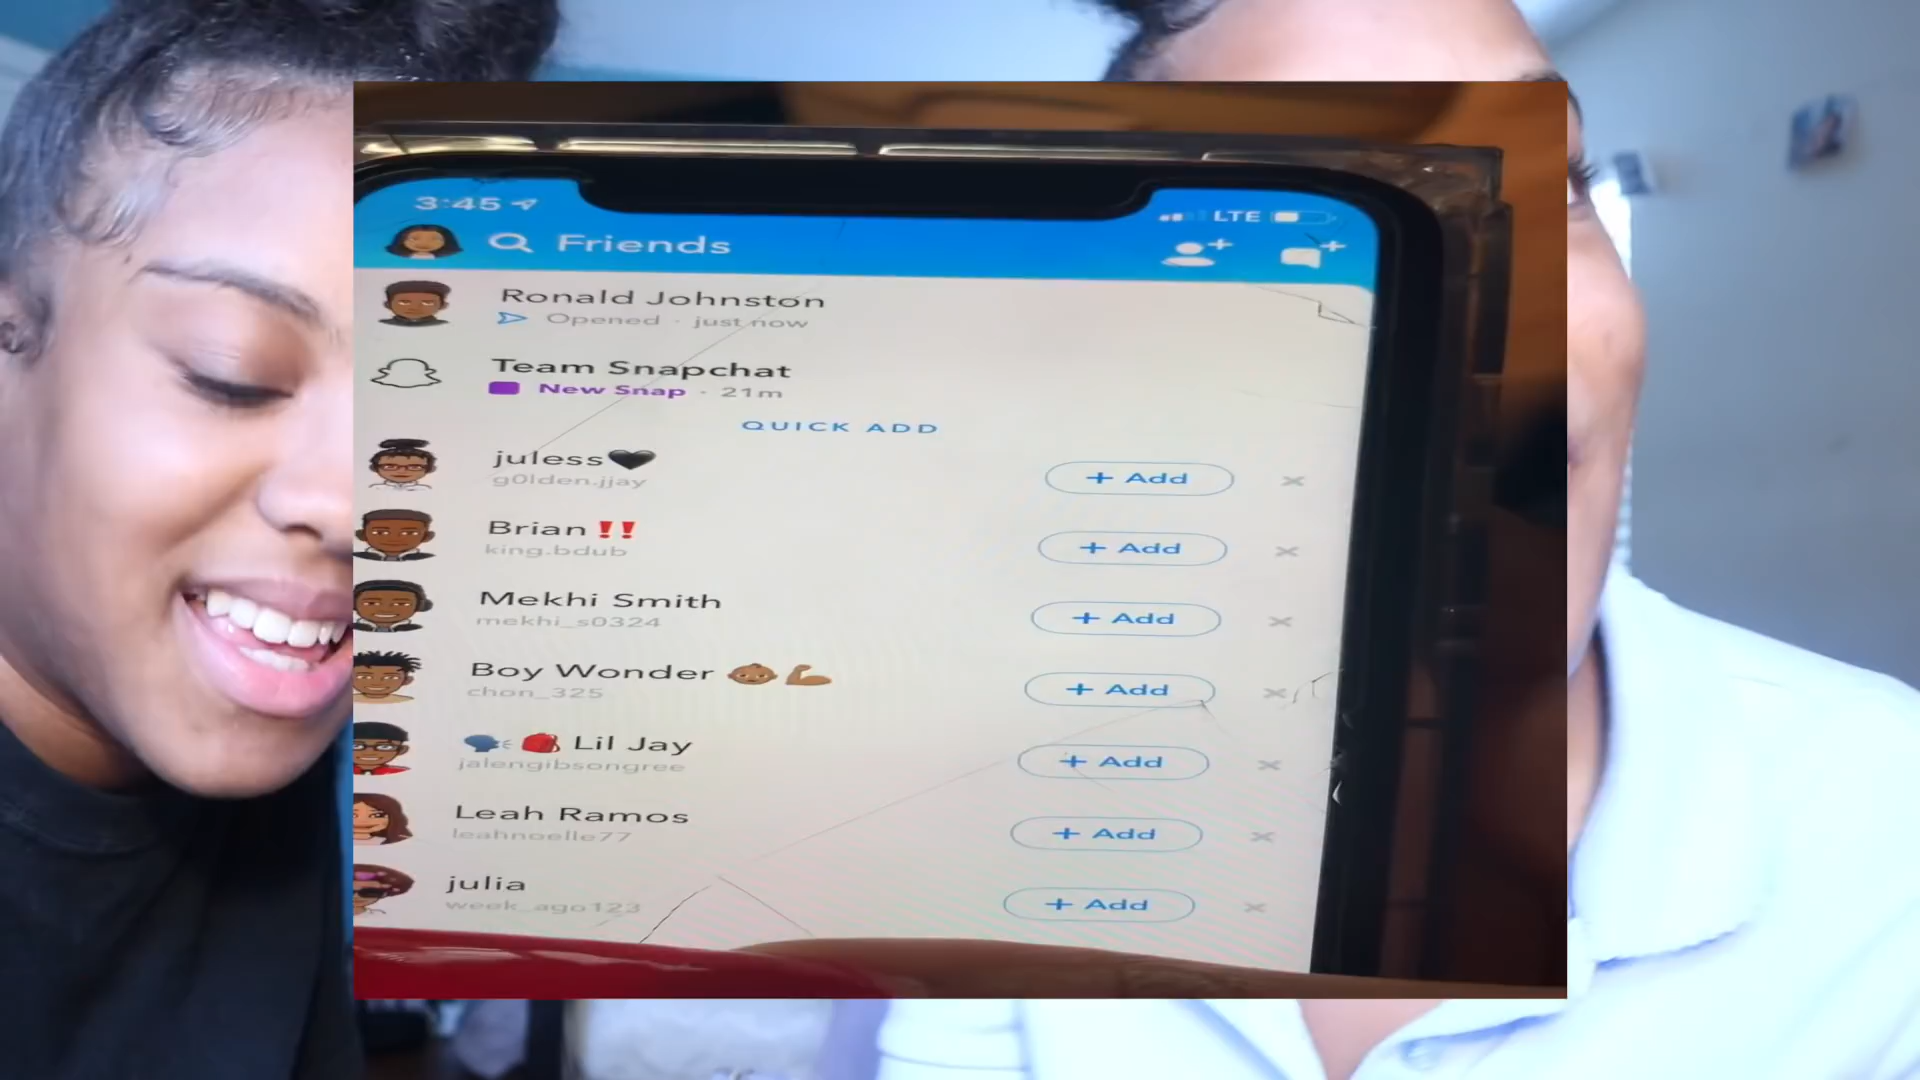 3:45
LTE
Friends
Ronald Johnston
Opened · just now
Team Snapchat
New Snap · 21m
QUICK ADD
juless🖤
g0lden.jjay
+ Add
Brian‼️
king.bdub
+ Add
Mekhi Smith
mekhi_s0324
+ Add
Boy Wonder 👶🏾💪🏾
chon_325
+ Add
🗣🎒 Lil Jay
jalengibsongree
+ Add
Leah Ramos
leahnoelle77
+ Add
julia
week_ago123
+ Add